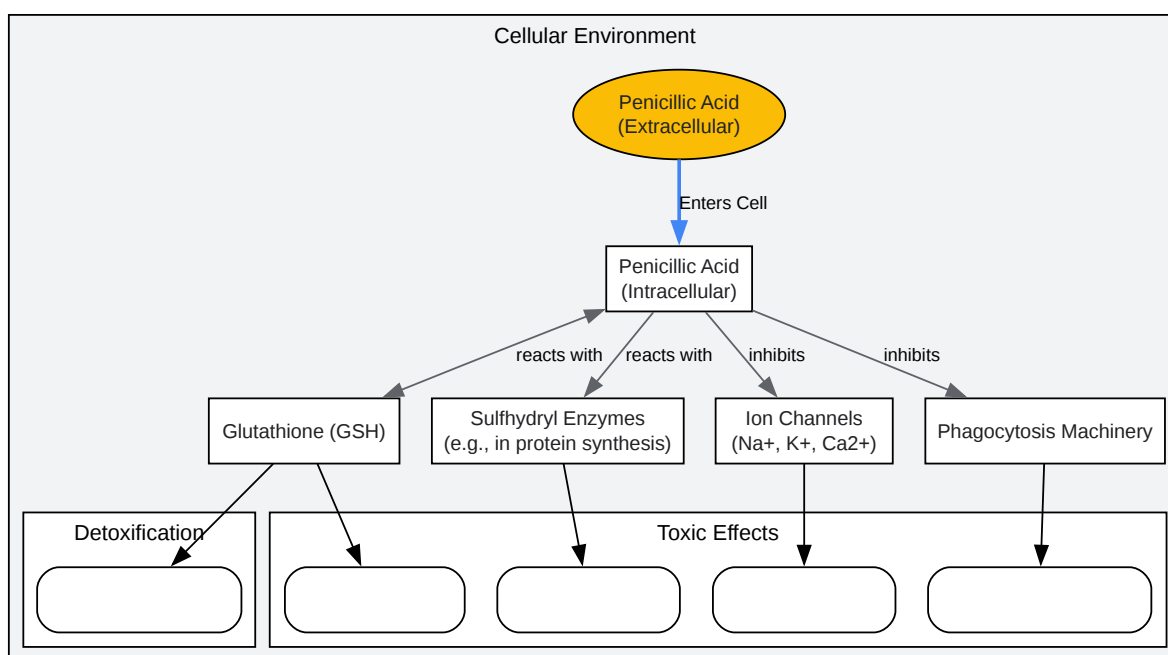 Cellular Environment
Penicillic Acid
(Extracellular)
Enters Cell
Penicillic Acid
(Intracellular)
reacts with
reacts with
inhibits
inhibits
Glutathione (GSH)
Sulfhydryl Enzymes
(e.g., in protein synthesis)
Ion Channels
(Na+, K+, Ca2+)
Phagocytosis Machinery
Detoxification
Toxic Effects